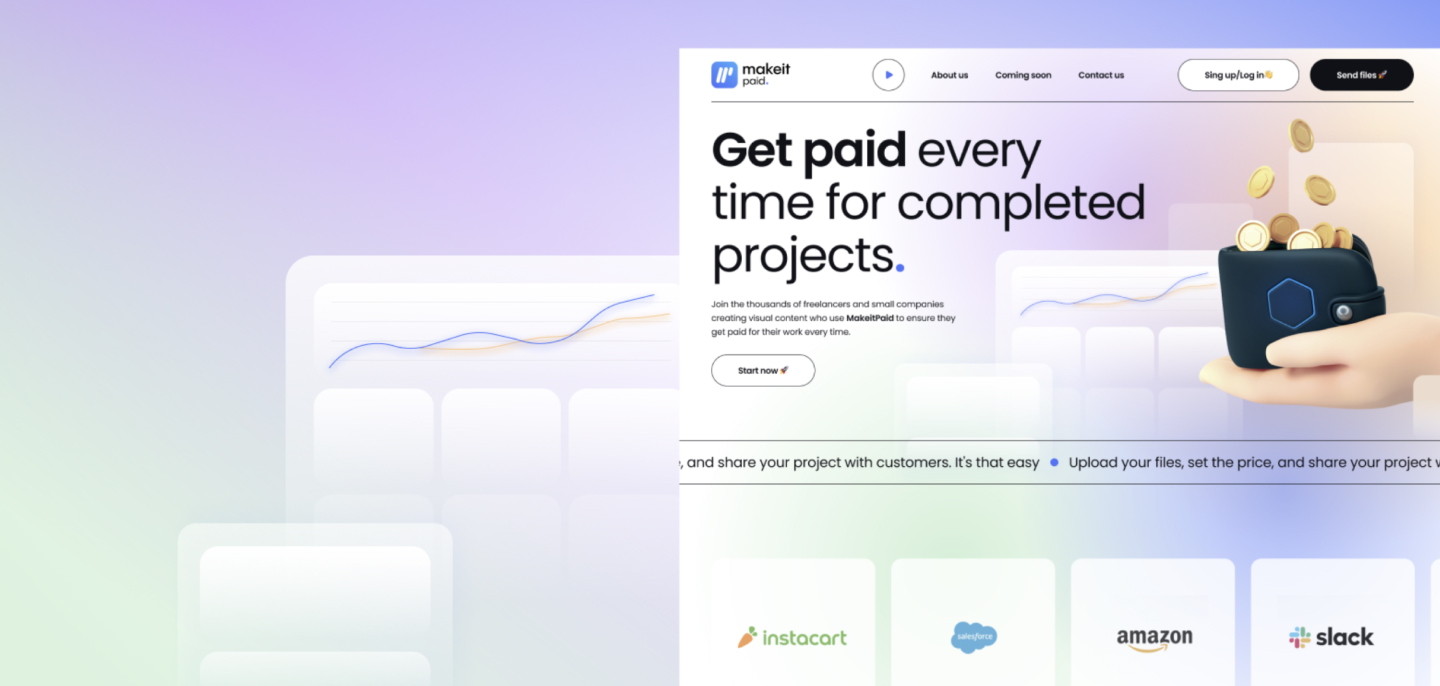 makeit
paid.
About us
Coming soon
Contact us
Sing up/Log in👋
Send files 🚀
Get paid every
time for completed
projects.
Join the thousands of freelancers and small companies
creating visual content who use MakeitPaid to ensure they
get paid for their work every time.
Start now 🚀
, and share your project with customers. It's that easy • Upload your files, set the price, and share your project
instacart
salesforce
amazon
slack